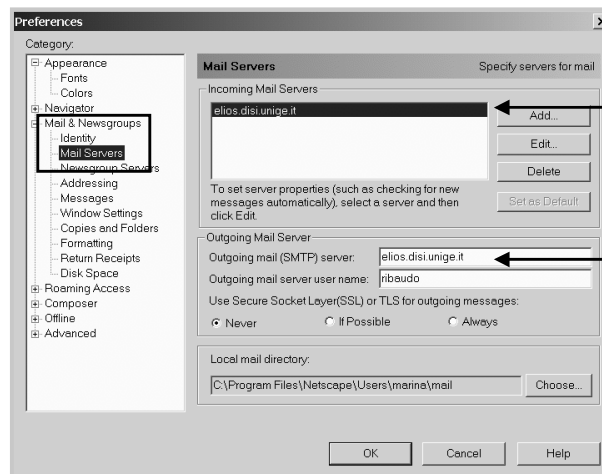 Preferences
Category:
Appearance
Fonts
Colors
Navigator
Mail & Newsgroups
Identity
Mail Servers
Newsgroup Servers
Addressing
Messages
Window Settings
Copies and Folders
Formatting
Return Receipts
Disk Space
Roaming Access
Composer
Offline
Advanced
Mail Servers Specify servers for mail
Incoming Mail Servers
elios.disi.unige.it
Add...
Edit...
Delete
Set as Default
To set server properties (such as checking for new
messages automatically), select a server and then
click Edit.
Outgoing Mail Server
Outgoing mail (SMTP) server: elios.disi.unige.it
Outgoing mail server user name: ribaudo
Use Secure Socket Layer(SSL) or TLS for outgoing messages:
Never If Possible Always
Local mail directory:
C:\Program Files\Netscape\Users\marina\mail Choose...
OK Cancel Help